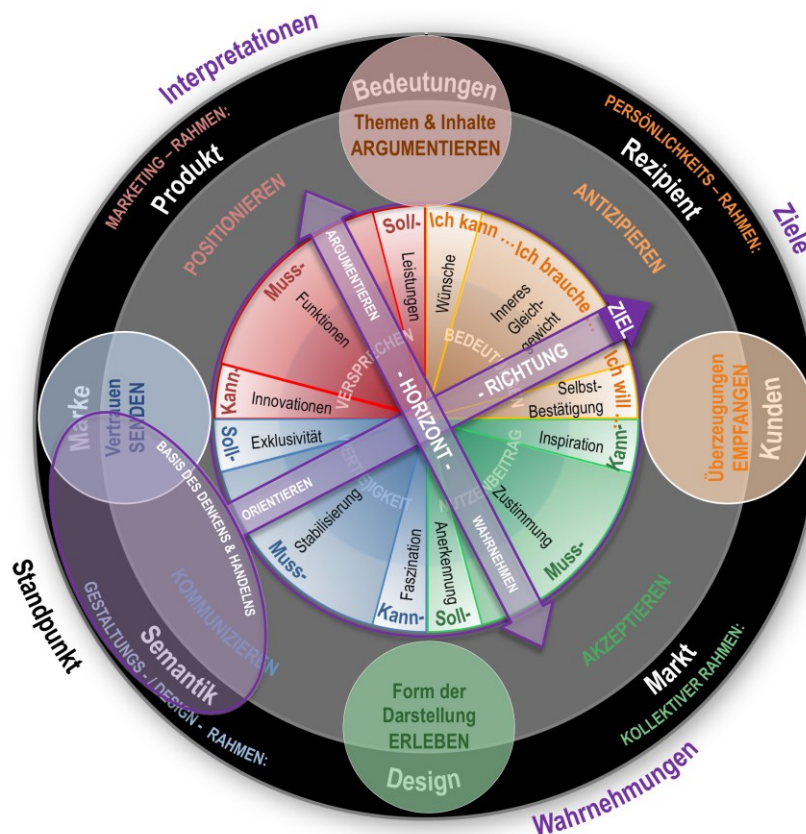 Interpretationen
Bedeutungen
Themen & Inhalte
ARGUMENTIEREN
MARKETING – RAHMEN:
Produkt
POSITIONIEREN
PERSÖNLICHKEITS – RAHMEN:
Rezipient
ANTIZIPIEREN
Ziele
Muss-
Funktionen
Soll-
Leistungen
Kann-
Innovationen
VERSPRECHEN
Ich kann ...
Wünsche
Ich brauche ...
Inneres
Gleich-
gewicht
Ich will ...
Selbst-
Bestätigung
ARGUMENTIEREN
- HORIZONT -
WAHRNEHMEN
ORIENTIEREN
- RICHTUNG
ZIEL
Marke
Vertrauen
SENDEN
Überzeugungen
EMPFANGEN
Kunden
Soll-
Exklusivität
Muss-
Stabilisierung
Kann-
Faszination
Kann-
Inspiration
NUTZENBEITRAG
Zustimmung
Muss-
Anerkennung
Soll-
BASIS DES DENKENS & HANDELNS
KOMMUNIZIEREN
Semantik
GESTALTUNGS - / DESIGN - RAHMEN:
Standpunkt
AKZEPTIEREN
Markt
KOLLEKTIVER RAHMEN:
Wahrnehmungen
Form der
Darstellung
ERLEBEN
Design